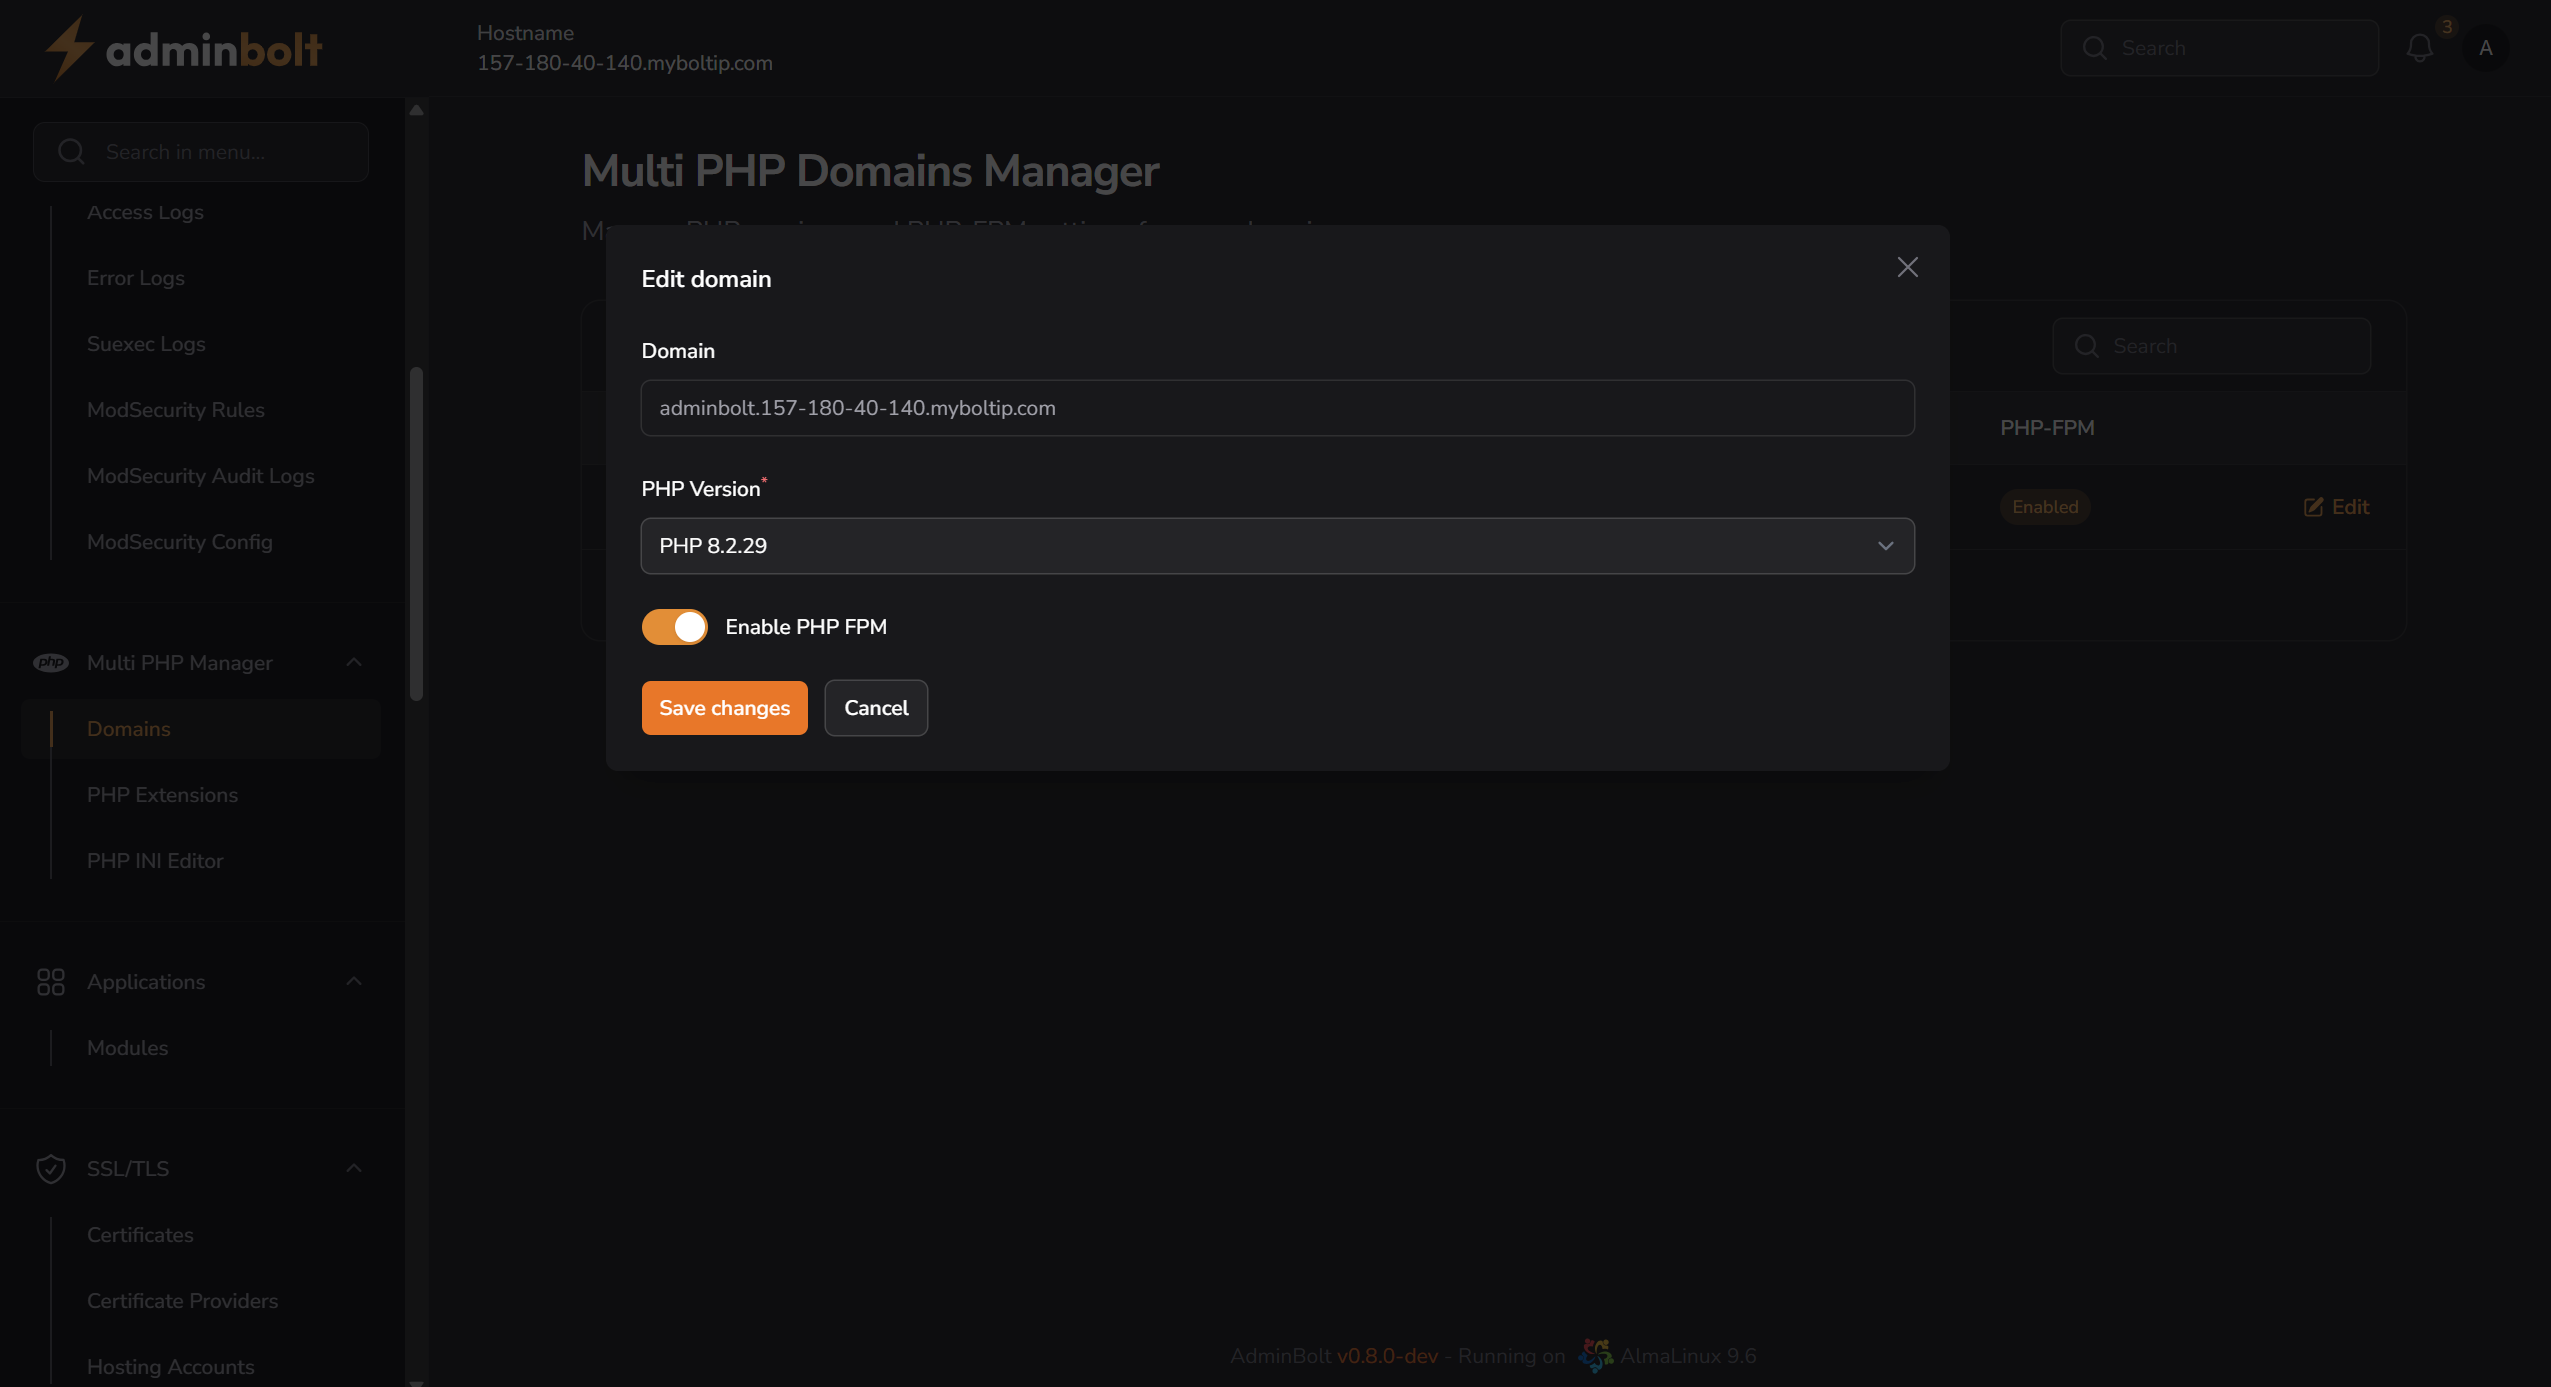 adminbolt
Hostname
157-180-40-140.myboltip.com
Search
3
A
Search in menu...
Access Logs
Error Logs
Suexec Logs
ModSecurity Rules
ModSecurity Audit Logs
ModSecurity Config
php
Multi PHP Manager
Domains
PHP Extensions
PHP INI Editor
Applications
Modules
SSL/TLS
Certificates
Certificate Providers
Hosting Accounts
Multi PHP Domains Manager
Edit domain
Domain
adminbolt.157-180-40-140.myboltip.com
PHP Version*
PHP 8.2.29
Enable PHP FPM
Save changes
Cancel
Search
PHP-FPM
Enabled
Edit
AdminBolt v0.8.0-dev - Running on AlmaLinux 9.6